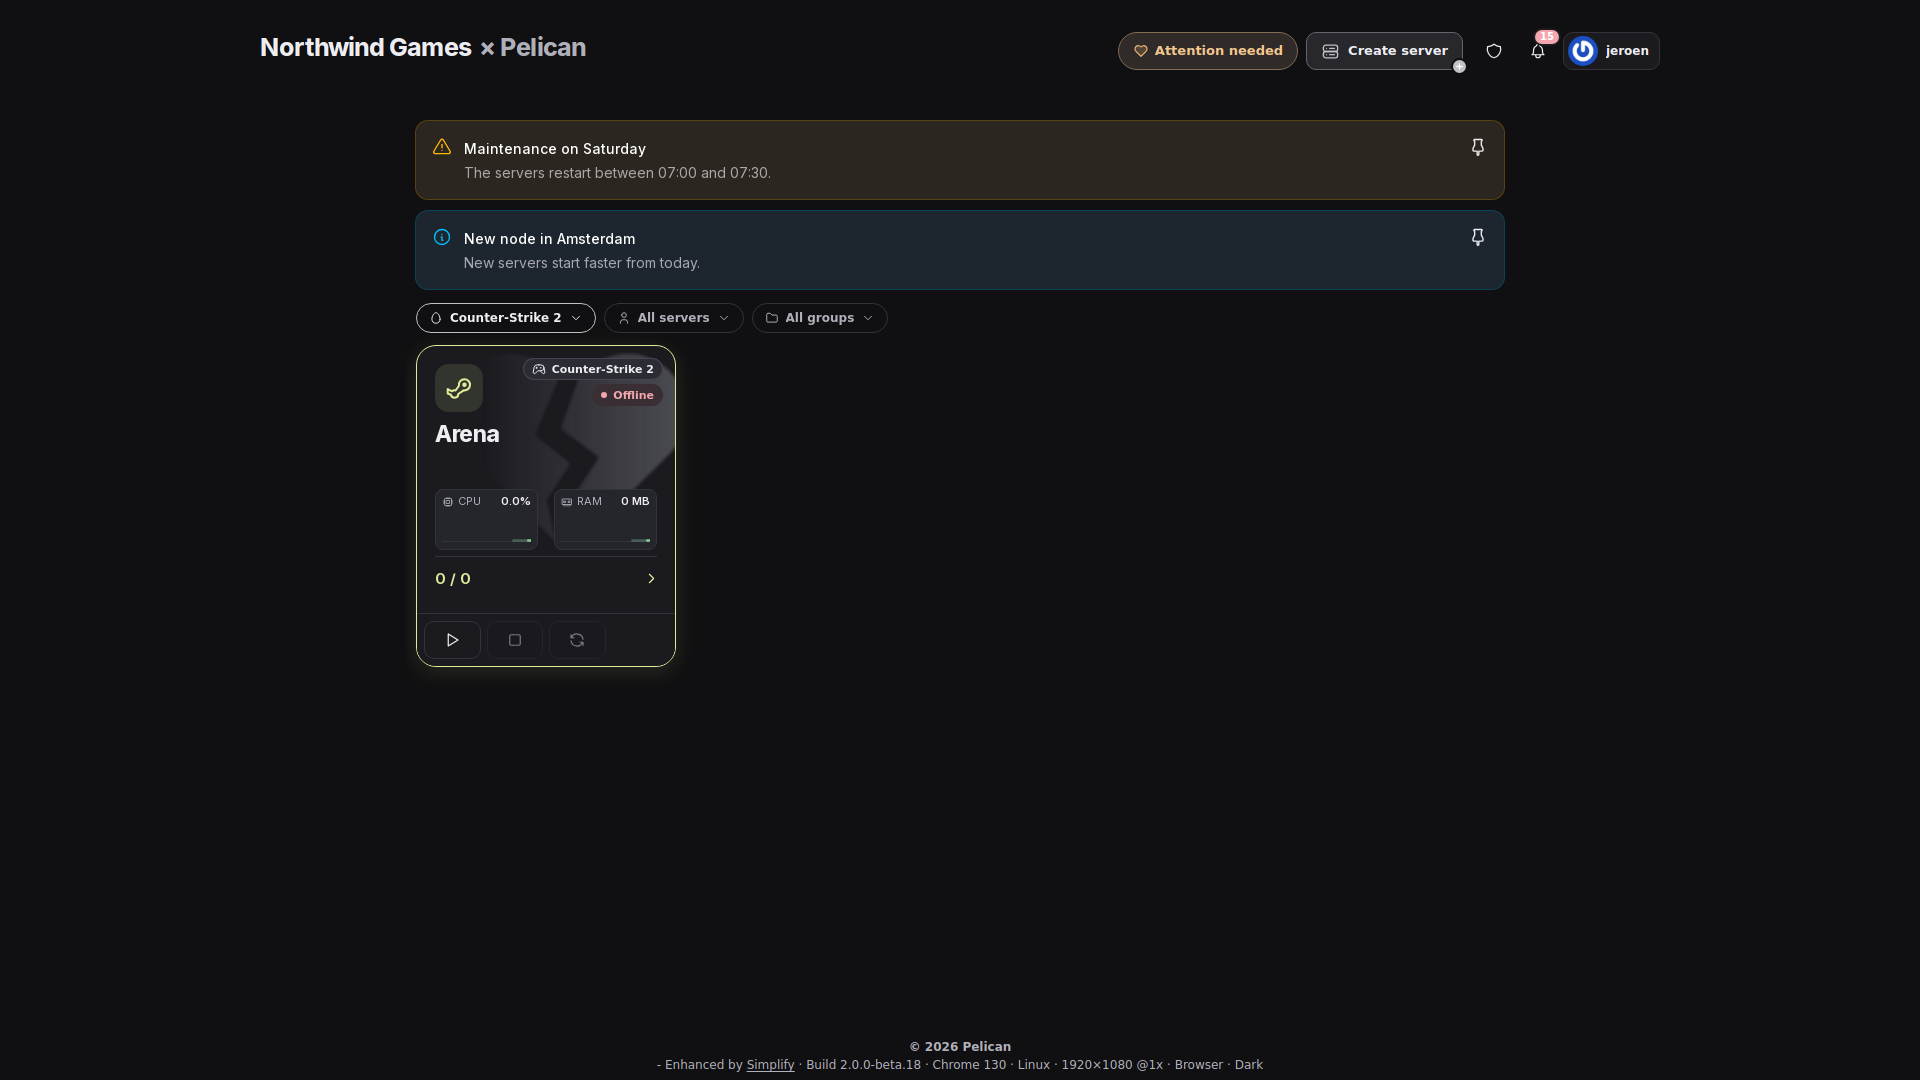 Northwind Games × Pelican
Attention needed
Create server
15
jeroen
Maintenance on Saturday
The servers restart between 07:00 and 07:30.
New node in Amsterdam
New servers start faster from today.
Counter-Strike 2
All servers
All groups
Counter-Strike 2
Offline
Arena
CPU 0.0%
RAM 0 MB
0 / 0
© 2026 Pelican
- Enhanced by Simplify · Build 2.0.0-beta.18 · Chrome 130 · Linux · 1920×1080 @1x · Browser · Dark